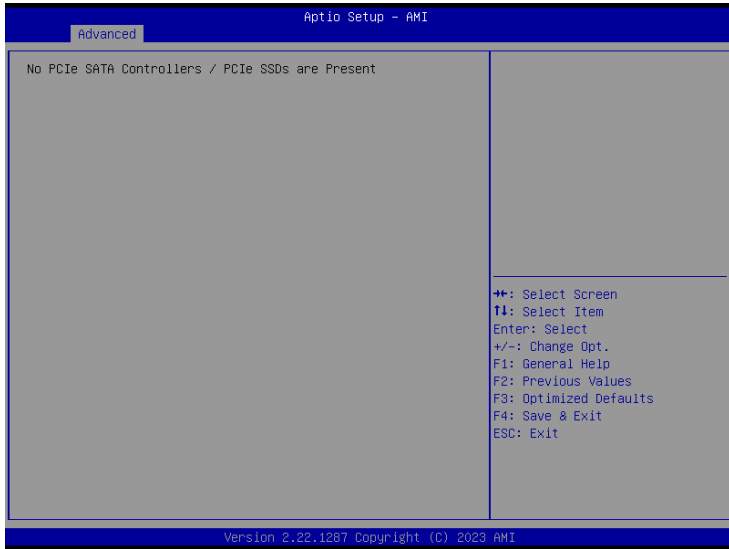 Aptio Setup – AMI
Advanced
No PCIe SATA Controllers / PCIe SSDs are Present
→←: Select Screen
↑↓: Select Item
Enter: Select
+/-: Change Opt.
F1: General Help
F2: Previous Values
F3: Optimized Defaults
F4: Save & Exit
ESC: Exit
Version 2.22.1287 Copyright (C) 2023 AMI